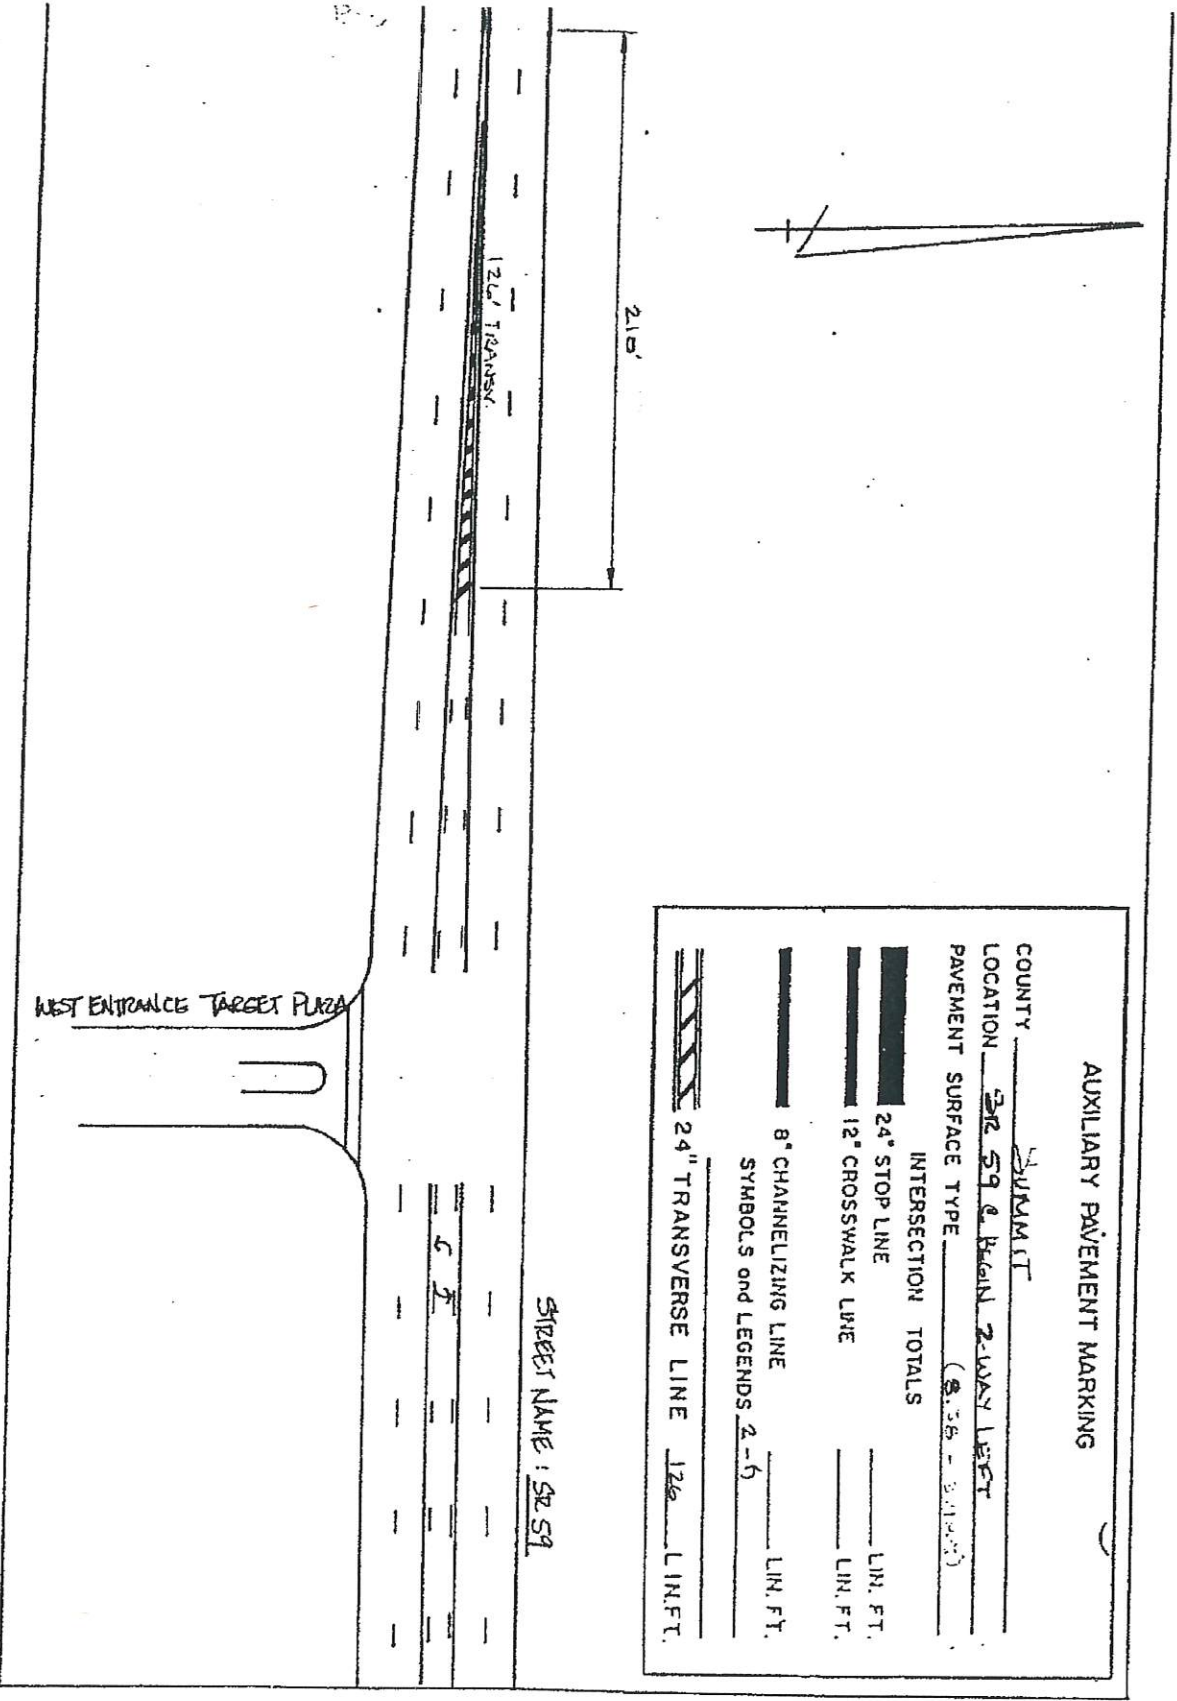 AUXILIARY PAVEMENT MARKING
COUNTY SUMMIT
LOCATION SR 59 @ BEGIN 2-WAY LEFT
PAVEMENT SURFACE TYPE
INTERSECTION TOTALS
24" STOP LINE LIN. FT.
12" CROSSWALK LINE LIN. FT.
8" CHANNELIZING LINE LIN. FT.
SYMBOLS and LEGENDS 2-↰
24" TRANSVERSE LINE 126 LIN.FT.
210'
126' TRANSV.
STREET NAME : SR 59
WEST ENTRANCE TARGET PLAZA